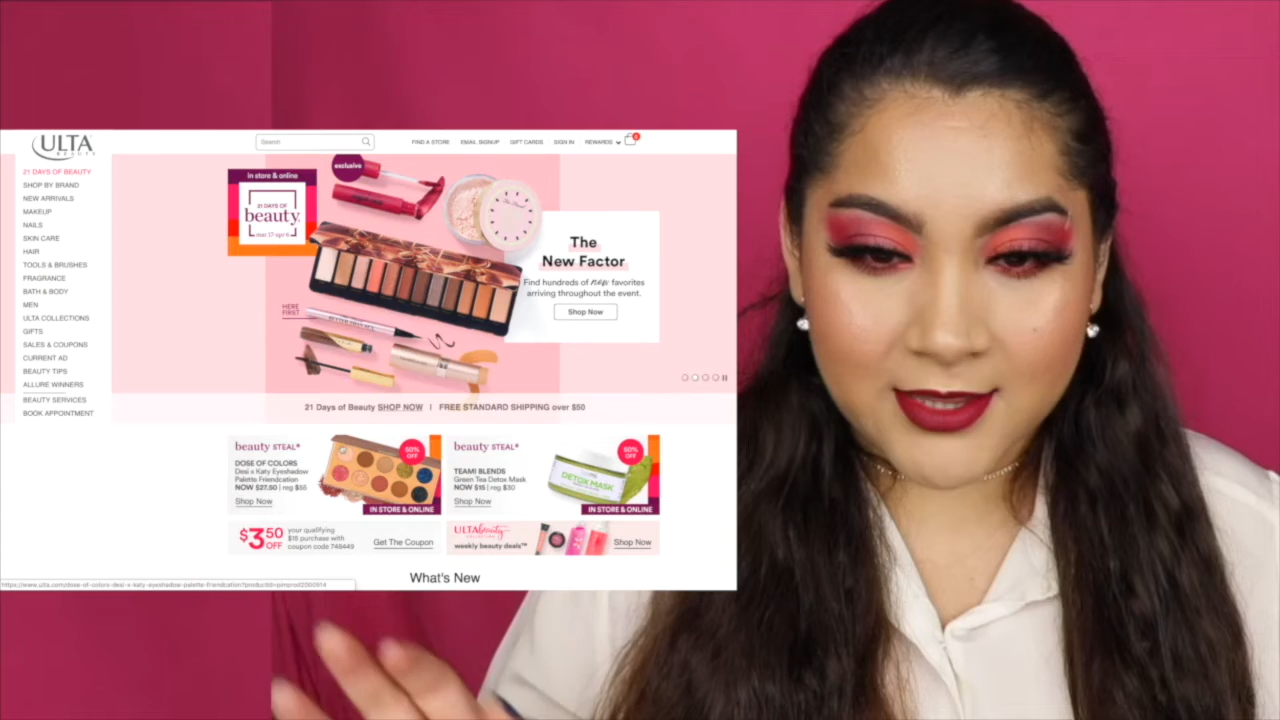 ULTA
BEAUTY
Search
FIND A STORE
EMAIL SIGNUP
GIFT CARDS
SIGN IN
REWARDS
21 DAYS OF BEAUTY
SHOP BY BRAND
NEW ARRIVALS
MAKEUP
NAILS
SKIN CARE
HAIR
TOOLS & BRUSHES
FRAGRANCE
BATH & BODY
MEN
ULTA COLLECTIONS
GIFTS
SALES & COUPONS
CURRENT AD
BEAUTY TIPS
ALLURE WINNERS
BEAUTY SERVICES
BOOK APPOINTMENT
in store & online
21 DAYS OF
beauty
mar 17 apr 6
exclusive
HERE
FIRST
The
New Factor
Find hundreds of new favorites
arriving throughout the event.
Shop Now
21 Days of Beauty SHOP NOW | FREE STANDARD SHIPPING over $50
beauty STEAL*
DOSE OF COLORS
Desi x Katy Eyeshadow
Palette Friendcation
NOW $27.50 | reg $55
Shop Now
50%
OFF
IN STORE & ONLINE
beauty STEAL*
TEAMI BLENDS
Green Tea Detox Mask
NOW $15 | reg $30
Shop Now
DETOX MASK
50%
OFF
IN STORE & ONLINE
$3.50 OFF
your qualifying
$15 purchase with
coupon code 748449
Get The Coupon
ULTA beauty
weekly beauty deals™
Shop Now
What's New